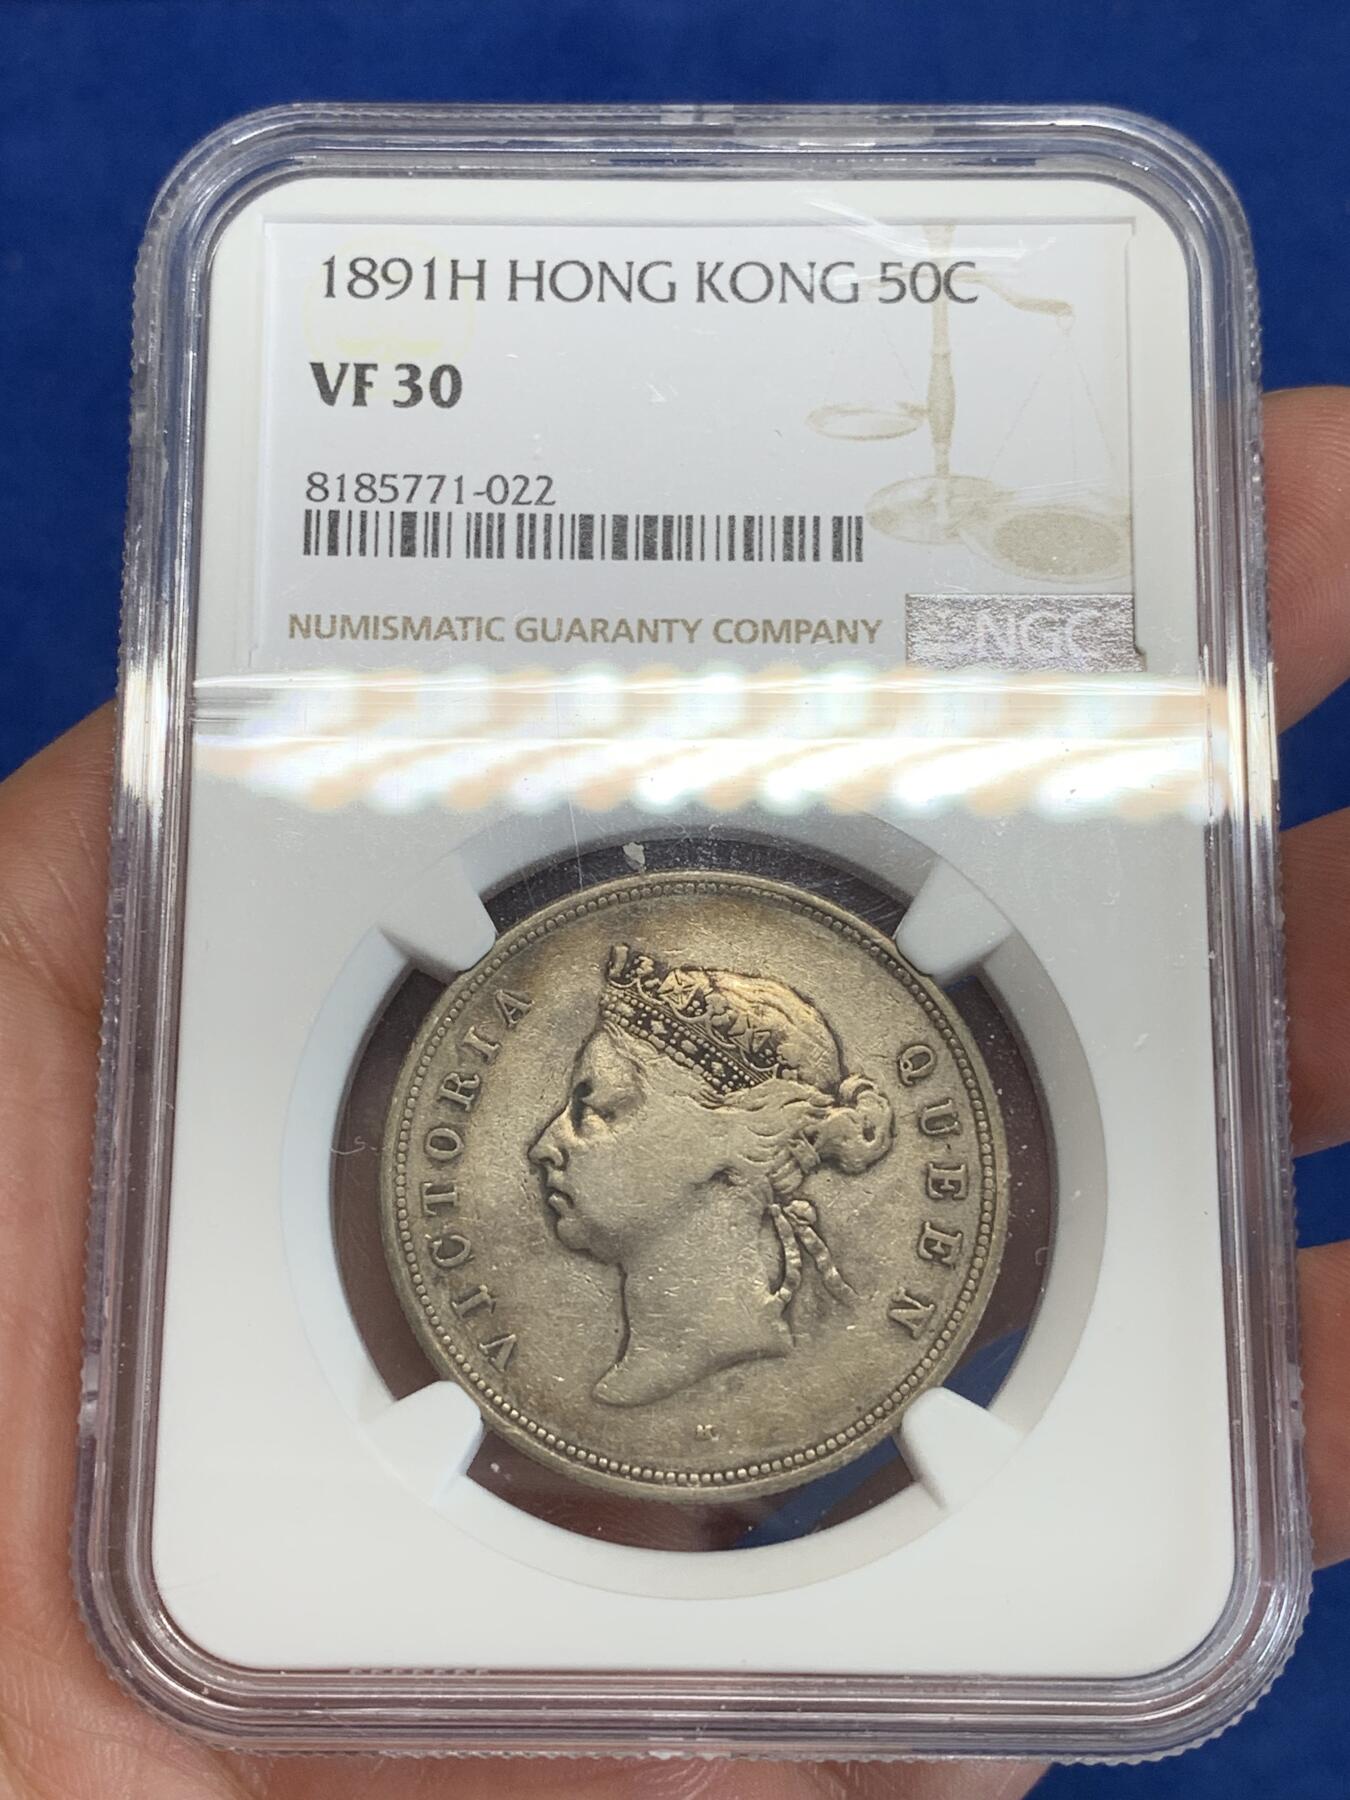 1891H HONG KONG 50C
VF 30
8185771-022
NUMISMATIC GUARANTY COMPANY
NGC
VICTORIA QUEEN